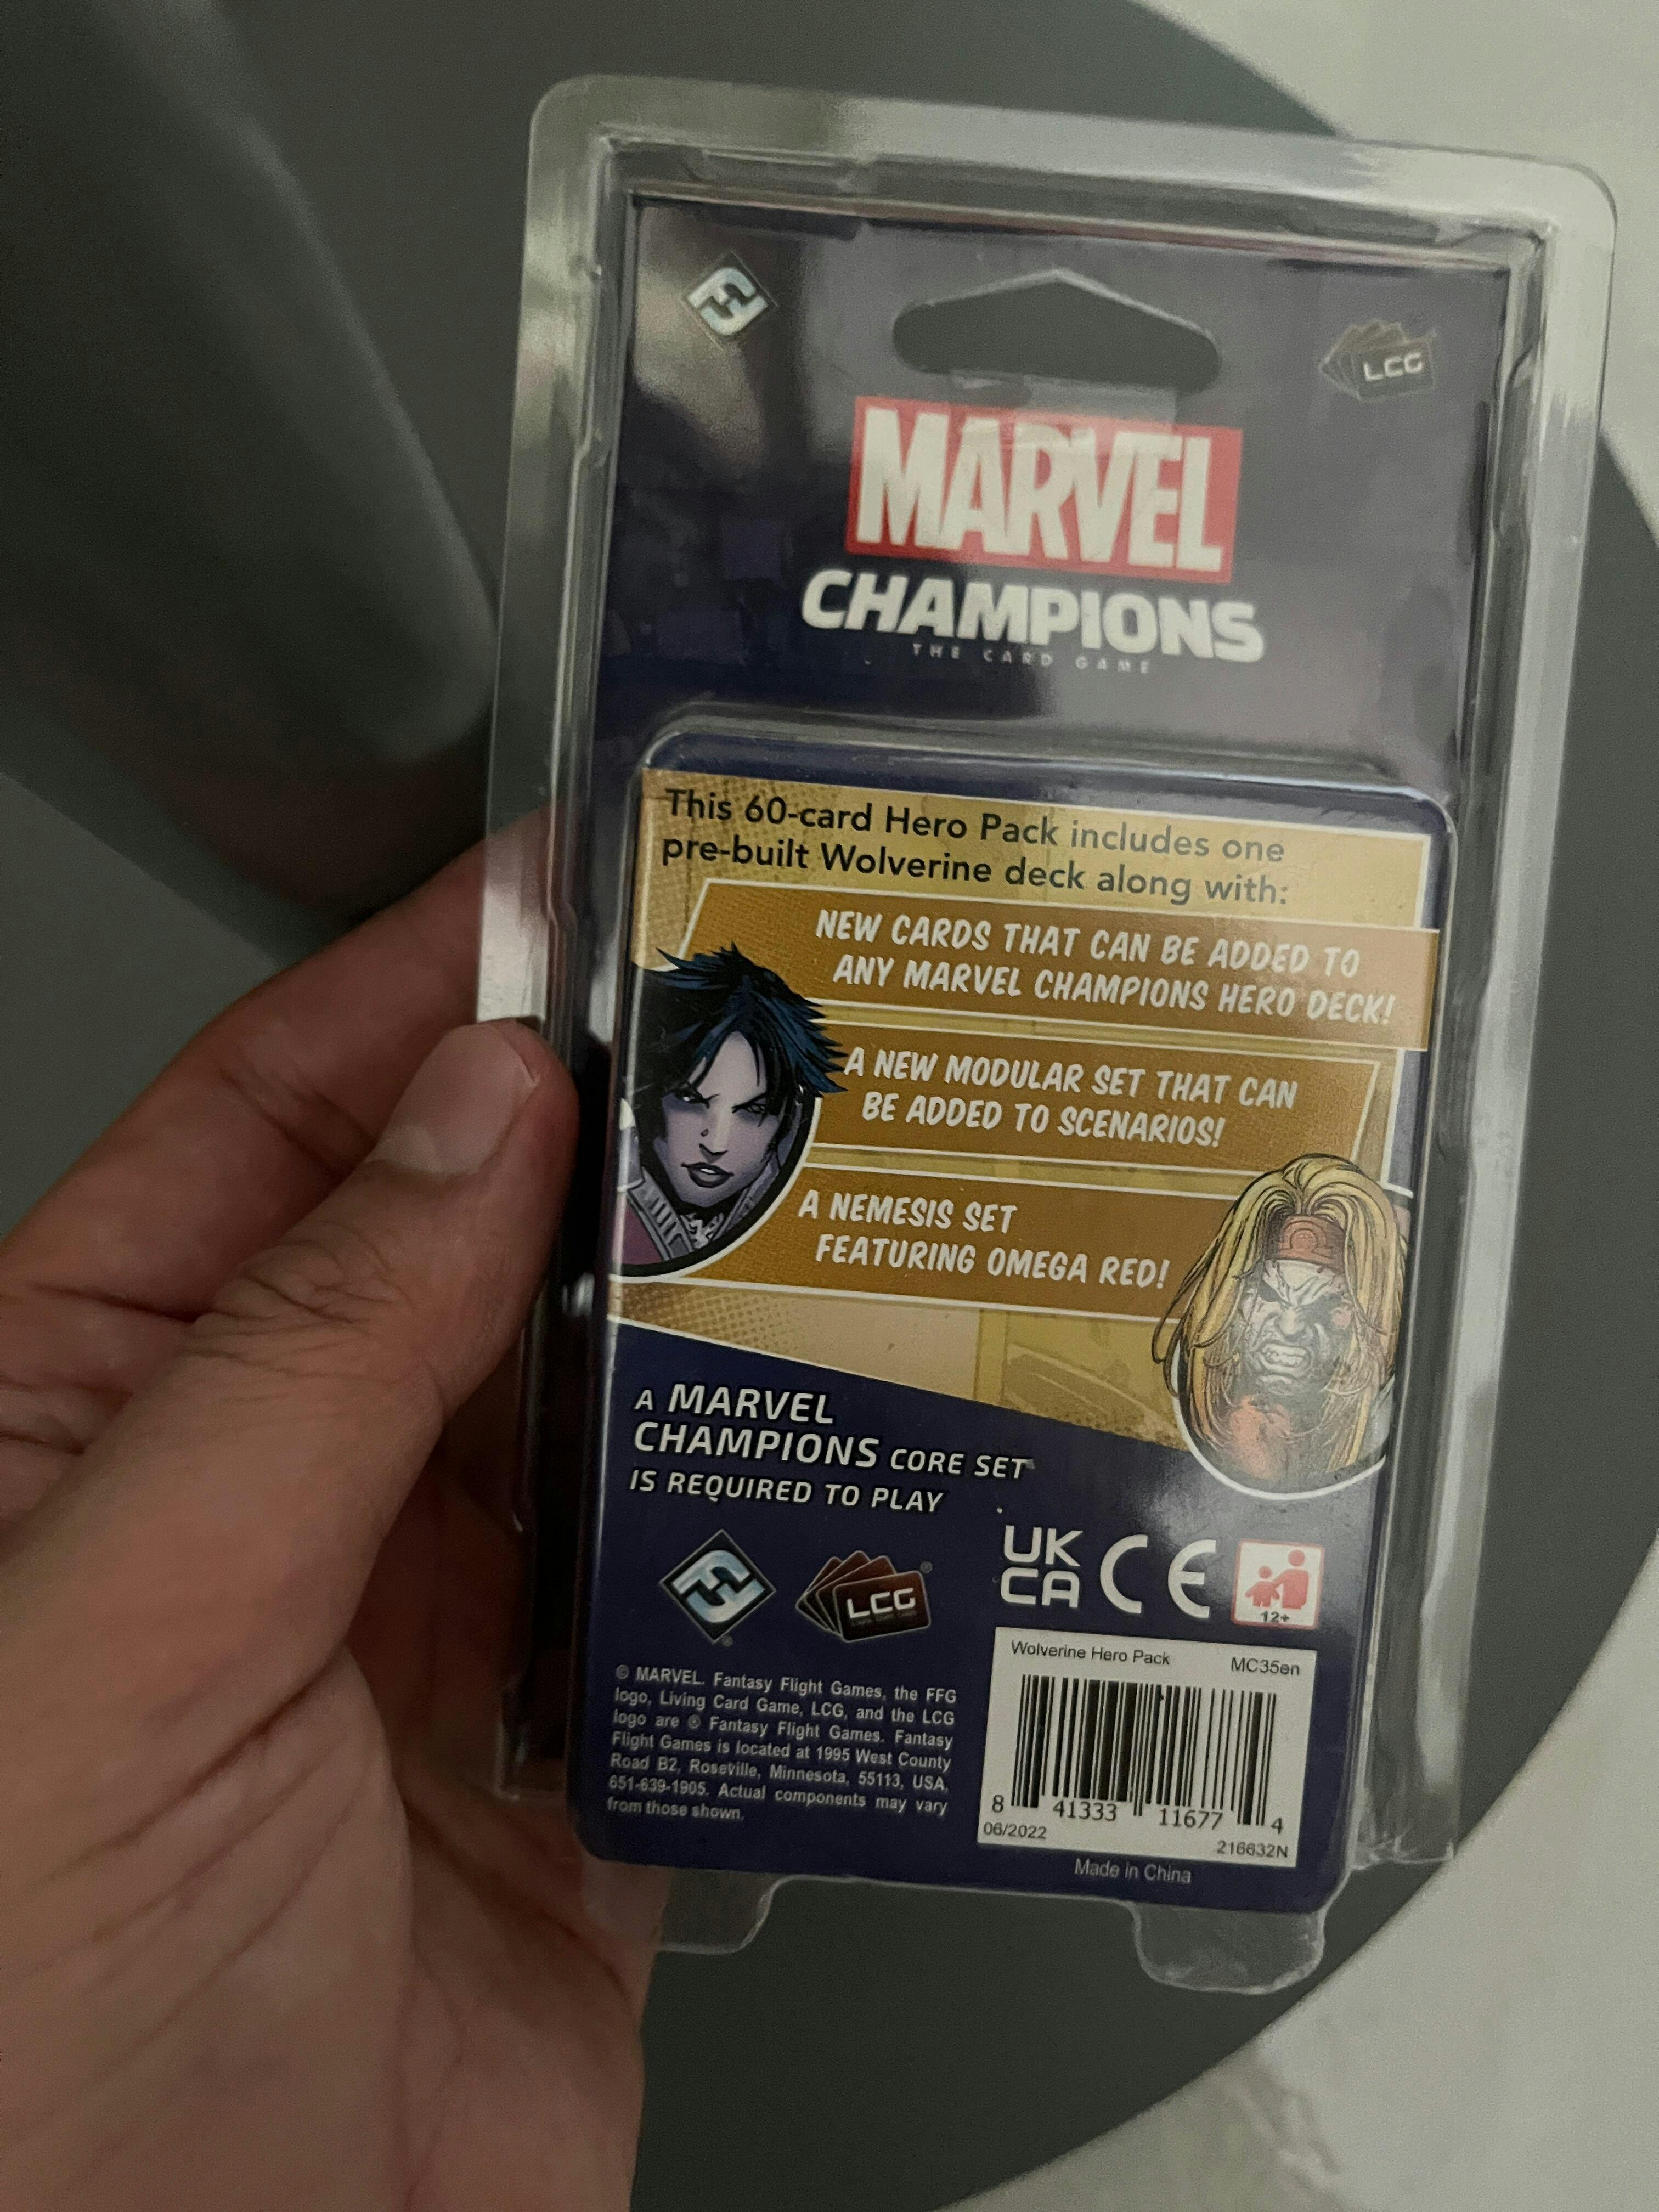 LCG
MARVEL
CHAMPIONS
THE CARD GAME
This 60-card Hero Pack includes one
pre-built Wolverine deck along with:
NEW CARDS THAT CAN BE ADDED TO
ANY MARVEL CHAMPIONS HERO DECK!
A NEW MODULAR SET THAT CAN
BE ADDED TO SCENARIOS!
A NEMESIS SET
FEATURING OMEGA RED!
A MARVEL
CHAMPIONS CORE SET
IS REQUIRED TO PLAY
LCG®
UK
CA CE
12+
© MARVEL. Fantasy Flight Games, the FFG
logo, Living Card Game, LCG, and the LCG
logo are ® Fantasy Flight Games. Fantasy
Flight Games is located at 1995 West County
Road B2, Roseville, Minnesota, 55113, USA,
651-639-1905. Actual components may vary
from those shown.
Wolverine Hero Pack MC35en
8 41333 11677 4
06/2022 216632N
Made in China